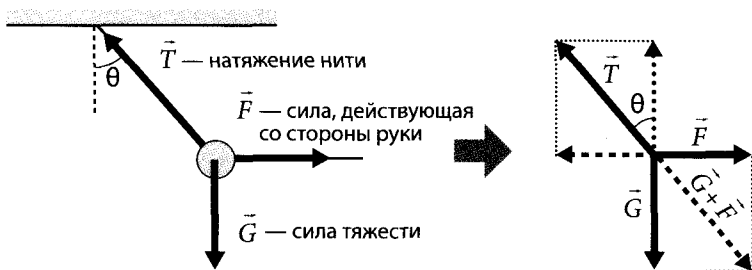 T⃗ — натяжение нити
θ
F⃗ — сила, действующая
со стороны руки
G⃗ — сила тяжести
T⃗
θ
F⃗
G⃗
G⃗ + F⃗